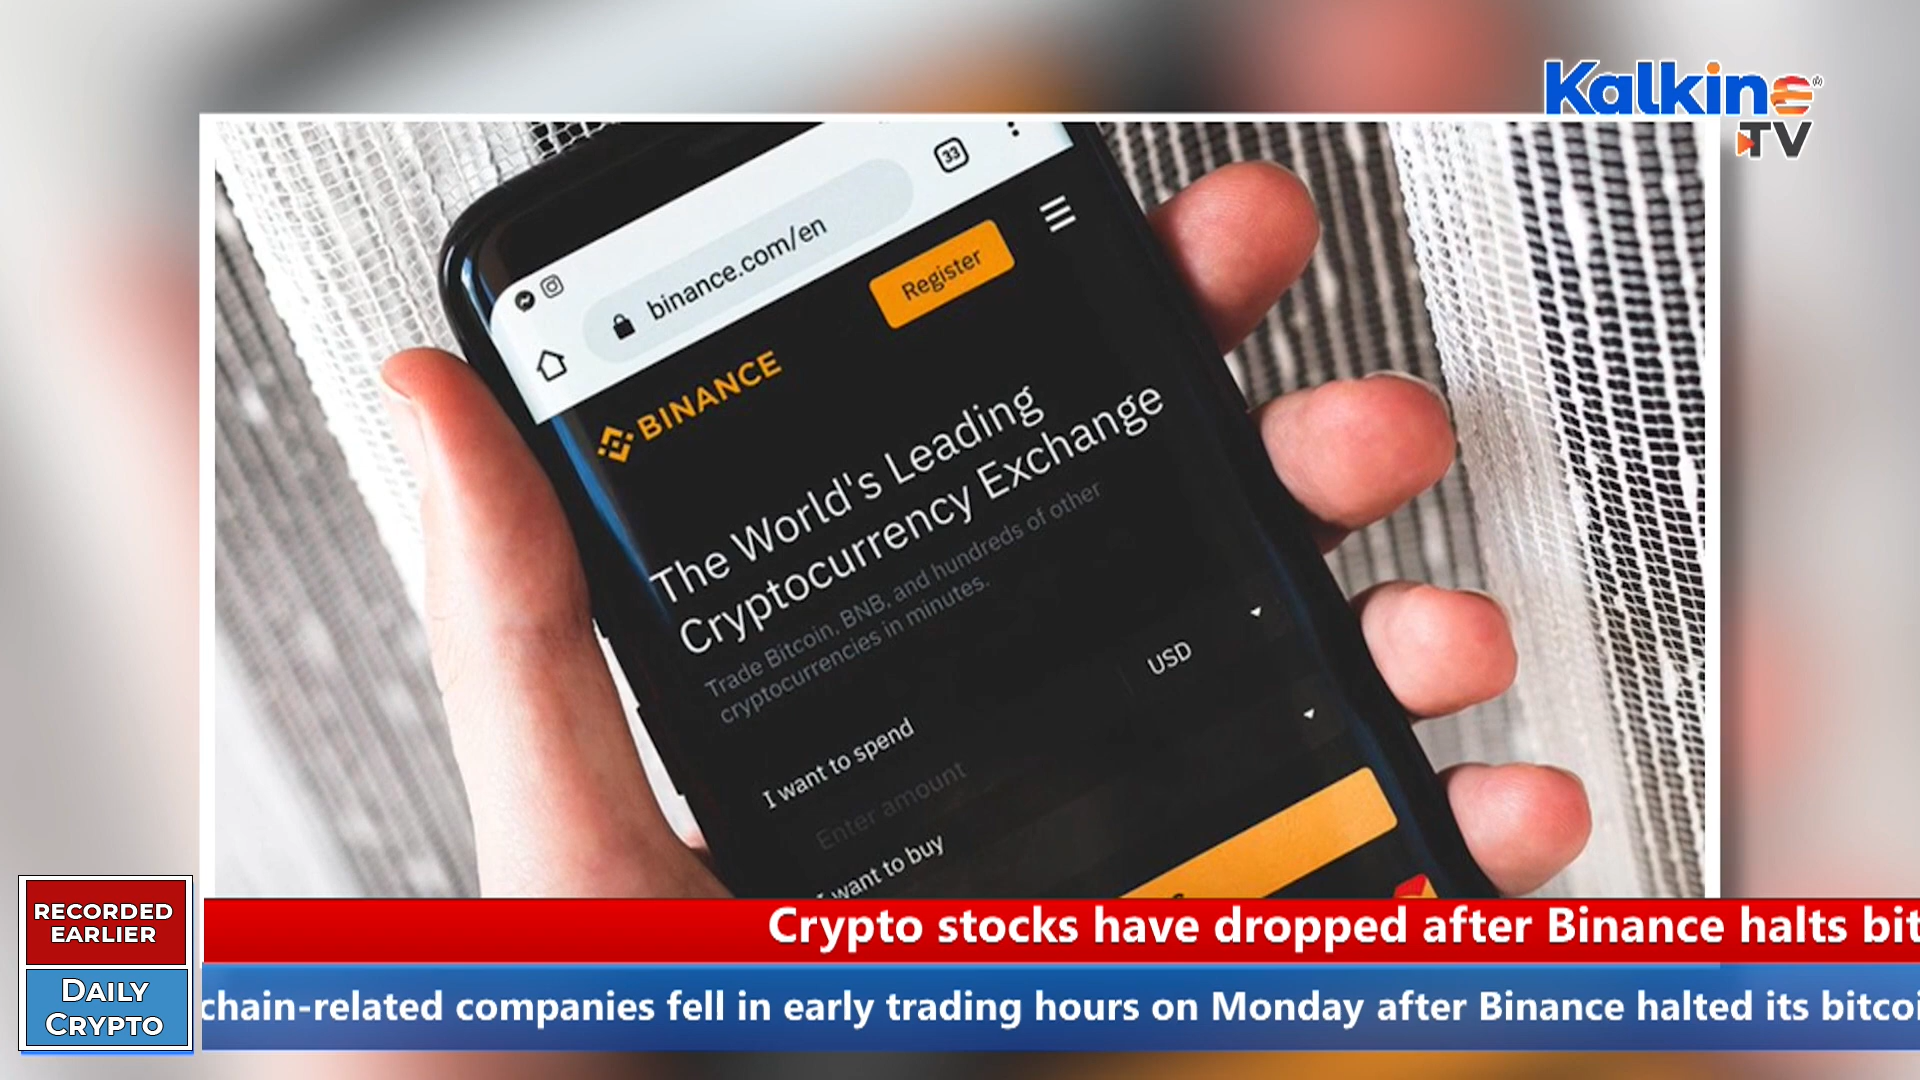 Kalkine
TV
33
binance.com/en
Register
BINANCE
The World's Leading
Cryptocurrency Exchange
Trade Bitcoin, BNB, and hundreds of other
cryptocurrencies in minutes.
USD
I want to spend
Enter amount
I want to buy
RECORDED
EARLIER
DAILY
CRYPTO
Crypto stocks have dropped after Binance halts bit
chain-related companies fell in early trading hours on Monday after Binance halted its bitcoi